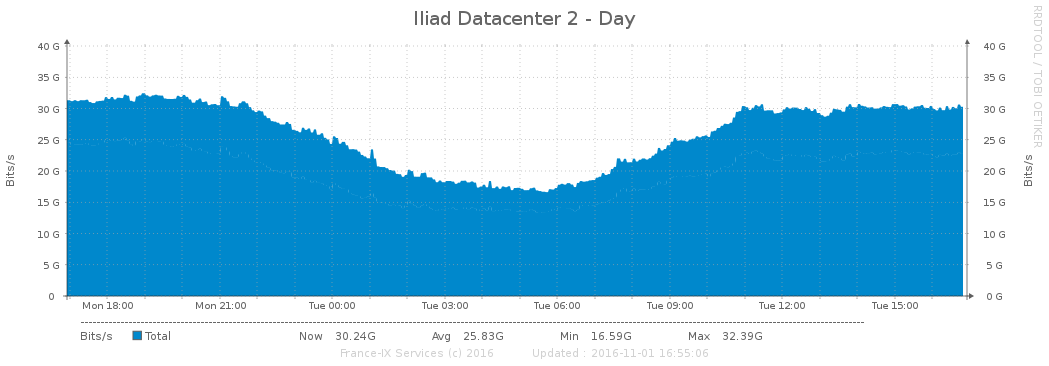 Iliad Datacenter 2 - Day
RRDTOOL / TOBI OETIKER
40 G 40 G
35 G 35 G
30 G 30 G
25 G 25 G
20 G 20 G
15 G 15 G
10 G 10 G
5 G 5 G
0 0 G
Bits/s
Bits/s
Mon 18:00 Mon 21:00 Tue 00:00 Tue 03:00 Tue 06:00 Tue 09:00 Tue 12:00 Tue 15:00
Bits/s Total Now 30.24G Avg 25.83G Min 16.59G Max 32.39G
France-IX Services (c) 2016 Updated : 2016-11-01 16:55:06